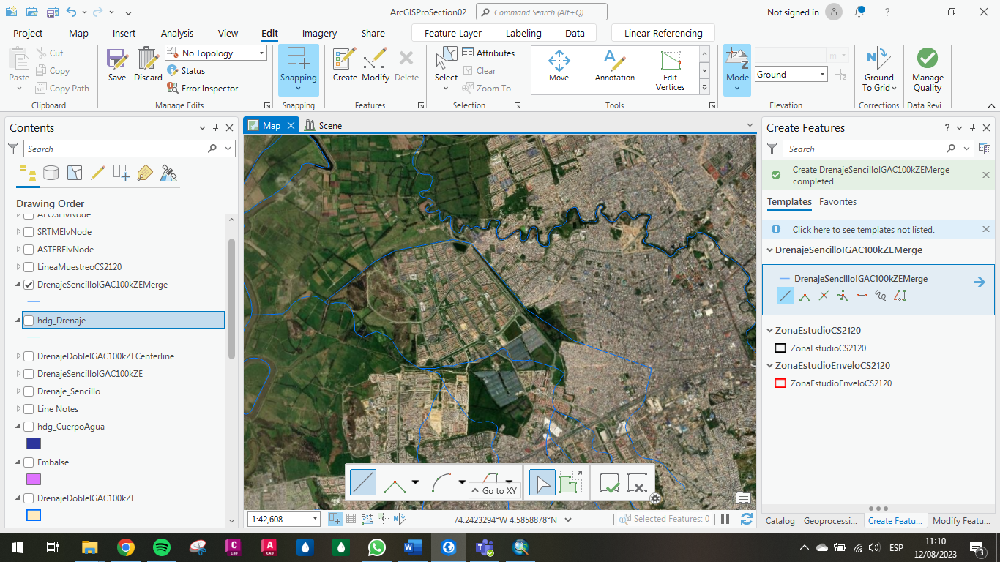 ArcGISProSection02
Command Search (Alt+Q)
Not signed in
?
Project
Map
Insert
Analysis
View
Edit
Imagery
Share
Feature Layer
Labeling
Data
Linear Referencing
Paste
Cut
Copy
Copy Path
Clipboard
Save
Discard
No Topology
Status
Error Inspector
Manage Edits
Snapping
Snapping
Create
Modify
Delete
Features
Select
Attributes
Clear
Zoom To
Selection
Move
Annotation
Edit
Vertices
Tools
Mode
m
Ground
Elevation
Ground
To Grid
Corrections
Manage
Quality
Data Revi...
Contents
Search
Drawing Order
ALOSElvNode
SRTMElvNode
ASTERElvNode
LineaMuestreoCS2120
DrenajeSencilloIGAC100kZEMerge
hdg_Drenaje
DrenajeDobleIGAC100kZECenterline
DrenajeSencilloIGAC100kZE
Drenaje_Sencillo
Line Notes
hdg_CuerpoAgua
Embalse
DrenajeDobleIGAC100kZE
Map
Scene
Go to XY
1:42,608
74.2423294°W 4.5858878°N
Selected Features: 0
Create Features
?
Search
Create DrenajeSencilloIGAC100kZEMerge
completed
Templates
Favorites
Click here to see templates not listed.
DrenajeSencilloIGAC100kZEMerge
DrenajeSencilloIGAC100kZEMerge
ZonaEstudioCS2120
ZonaEstudioCS2120
ZonaEstudioEnveloCS2120
ZonaEstudioEnveloCS2120
Catalog
Geoprocessi...
Create Featu...
Modify Featu...
ESP
11:10
12/08/2023
3